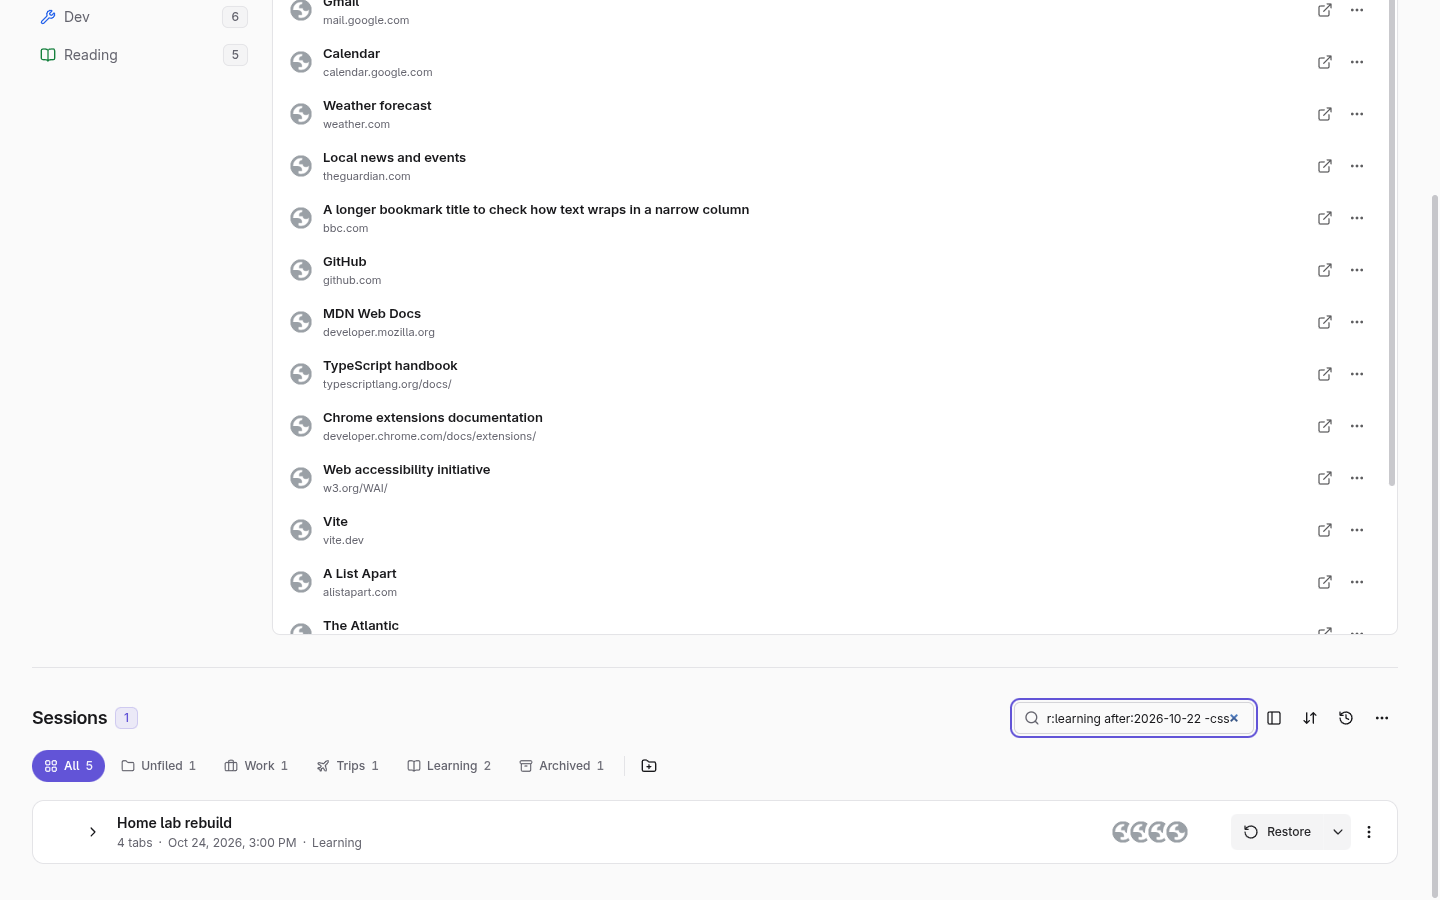 Dev 6
Reading 5
Gmail
mail.google.com
Calendar
calendar.google.com
Weather forecast
weather.com
Local news and events
theguardian.com
A longer bookmark title to check how text wraps in a narrow column
bbc.com
GitHub
github.com
MDN Web Docs
developer.mozilla.org
TypeScript handbook
typescriptlang.org/docs/
Chrome extensions documentation
developer.chrome.com/docs/extensions/
Web accessibility initiative
w3.org/WAI/
Vite
vite.dev
A List Apart
alistapart.com
The Atlantic
Sessions 1
r:learning after:2026-10-22 -css
All 5 Unfiled 1 Work 1 Trips 1 Learning 2 Archived 1
Home lab rebuild
4 tabs · Oct 24, 2026, 3:00 PM · Learning
Restore